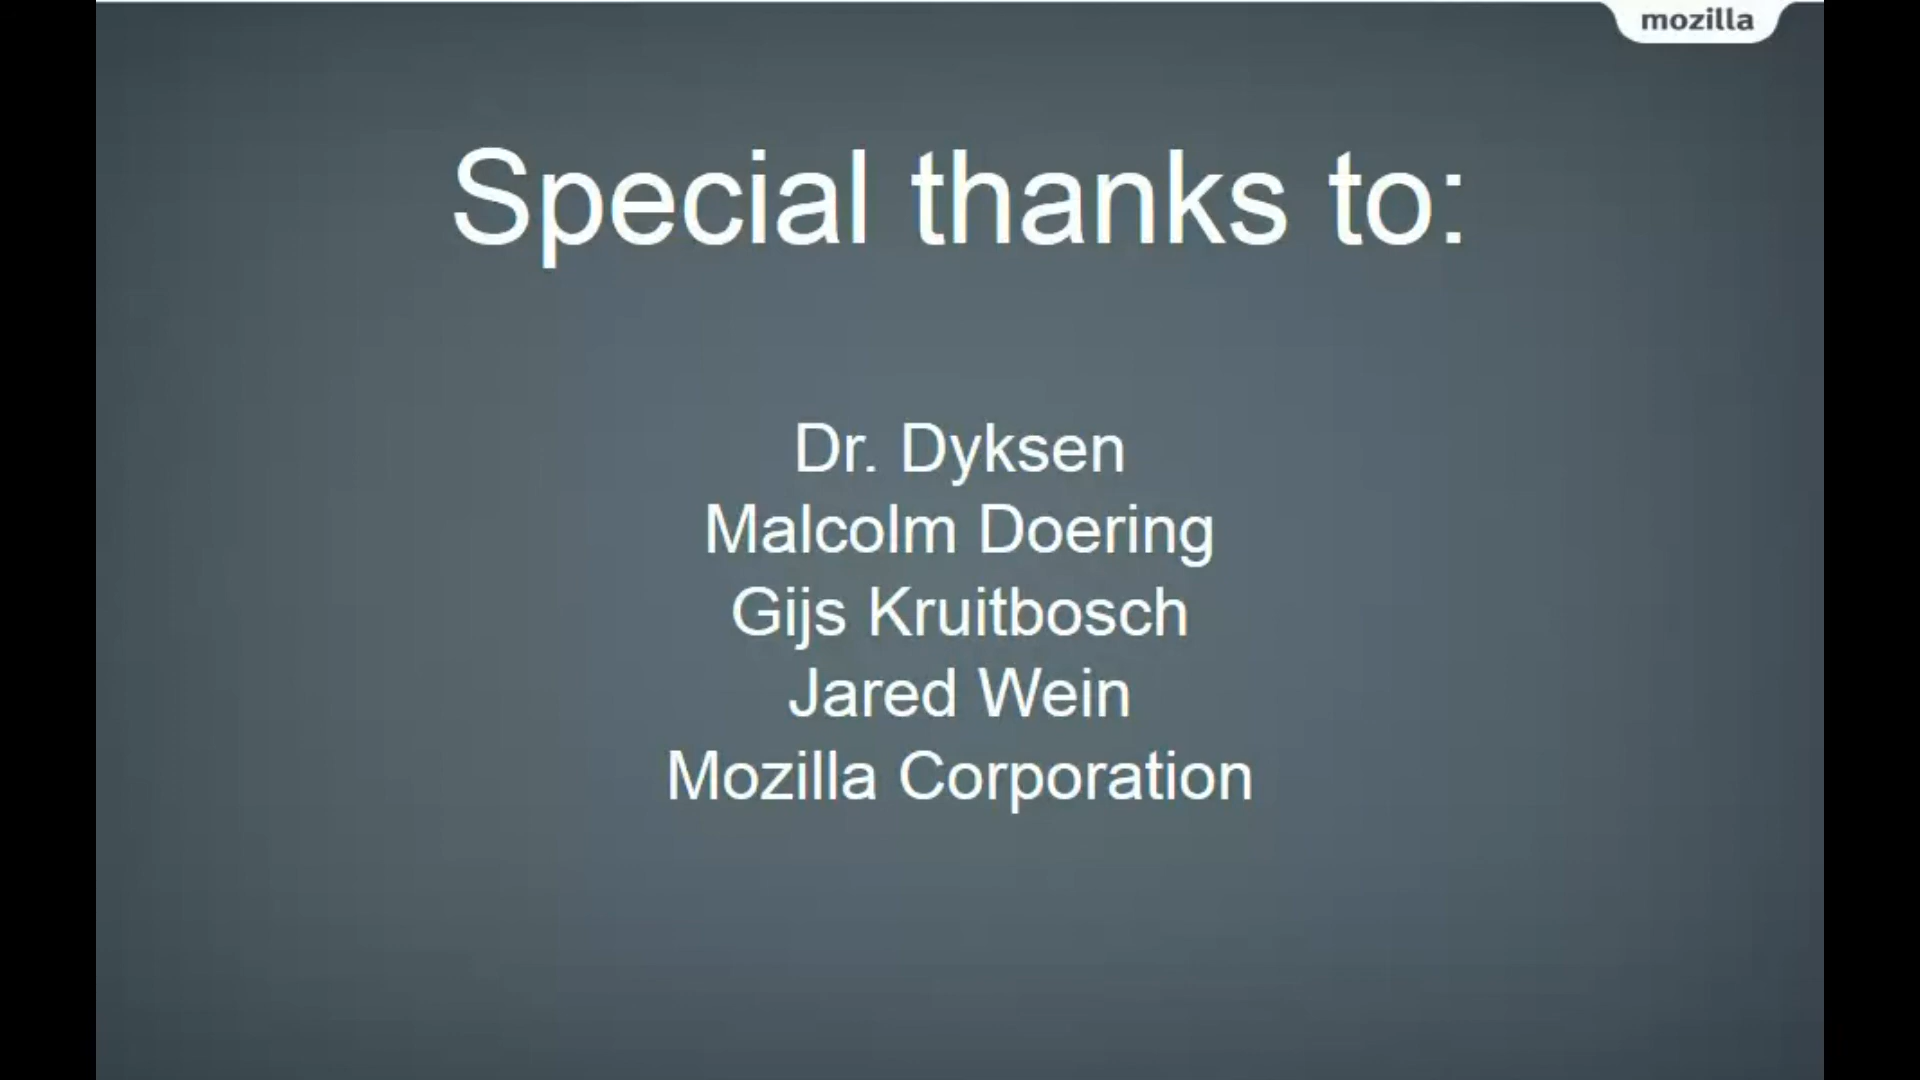 mozilla
Special thanks to:
Dr. Dyksen
Malcolm Doering
Gijs Kruitbosch
Jared Wein
Mozilla Corporation